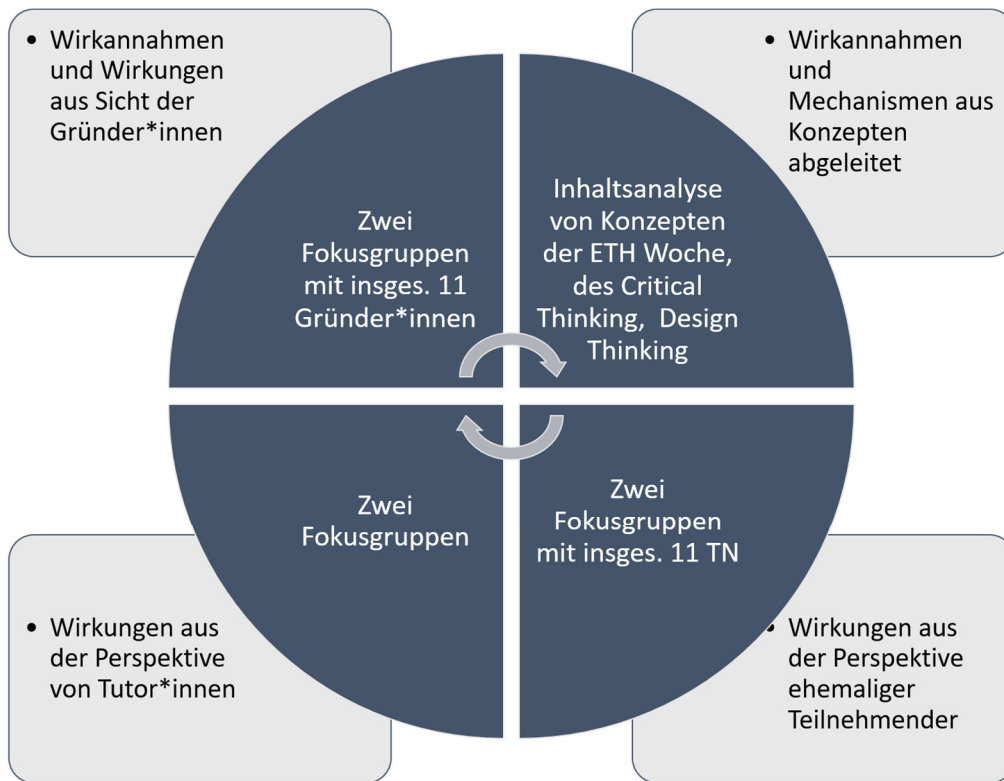 • Wirkannahmen
und Wirkungen
aus Sicht der
Gründer*innen
• Wirkannahmen
und
Mechanismen aus
Konzepten
abgeleitet
Zwei
Fokusgruppen
mit insges. 11
Gründer*innen
Inhaltsanalyse
von Konzepten
der ETH Woche,
des Critical
Thinking, Design
Thinking
Zwei
Fokusgruppen
Zwei
Fokusgruppen
mit insges. 11 TN
• Wirkungen aus
der Perspektive
von Tutor*innen
• Wirkungen aus
der Perspektive
ehemaliger
Teilnehmender